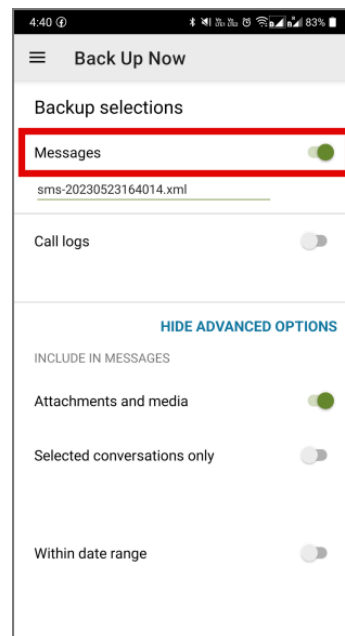 4:40 83%
Back Up Now
Backup selections
Messages
sms-20230523164014.xml
Call logs
HIDE ADVANCED OPTIONS
INCLUDE IN MESSAGES
Attachments and media
Selected conversations only
Within date range